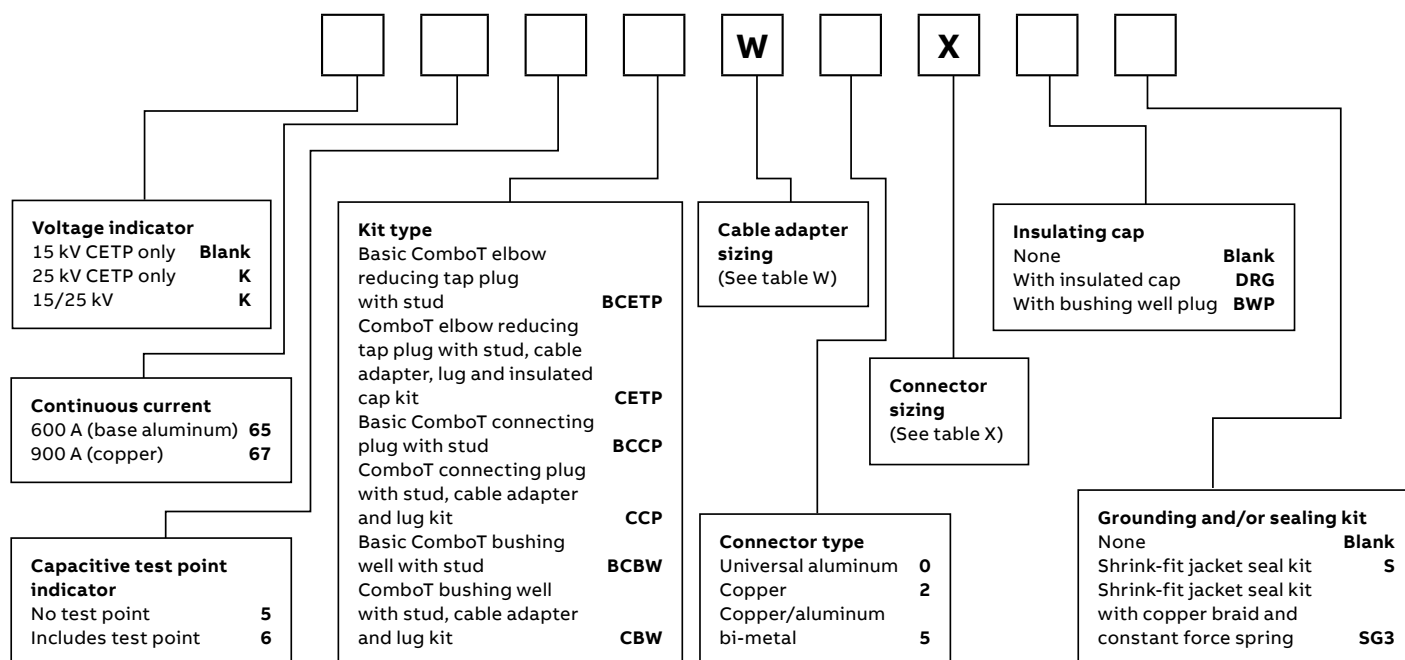 W
X
Voltage indicator
15 kV CETP only Blank
25 kV CETP only K
15/25 kV K
Continuous current
600 A (base aluminum) 65
900 A (copper) 67
Capacitive test point
indicator
No test point 5
Includes test point 6
Kit type
Basic ComboT elbow
reducing tap plug
with stud BCETP
ComboT elbow reducing
tap plug with stud, cable
adapter, lug and insulated
cap kit CETP
Basic ComboT connecting
plug with stud BCCP
ComboT connecting plug
with stud, cable adapter
and lug kit CCP
Basic ComboT bushing
well with stud BCBW
ComboT bushing well
with stud, cable adapter
and lug kit CBW
Cable adapter
sizing
(See table W)
Connector type
Universal aluminum 0
Copper 2
Copper/aluminum
bi-metal 5
Connector
sizing
(See table X)
Insulating cap
None Blank
With insulated cap DRG
With bushing well plug BWP
Grounding and/or sealing kit
None Blank
Shrink-fit jacket seal kit S
Shrink-fit jacket seal kit
with copper braid and
constant force spring SG3